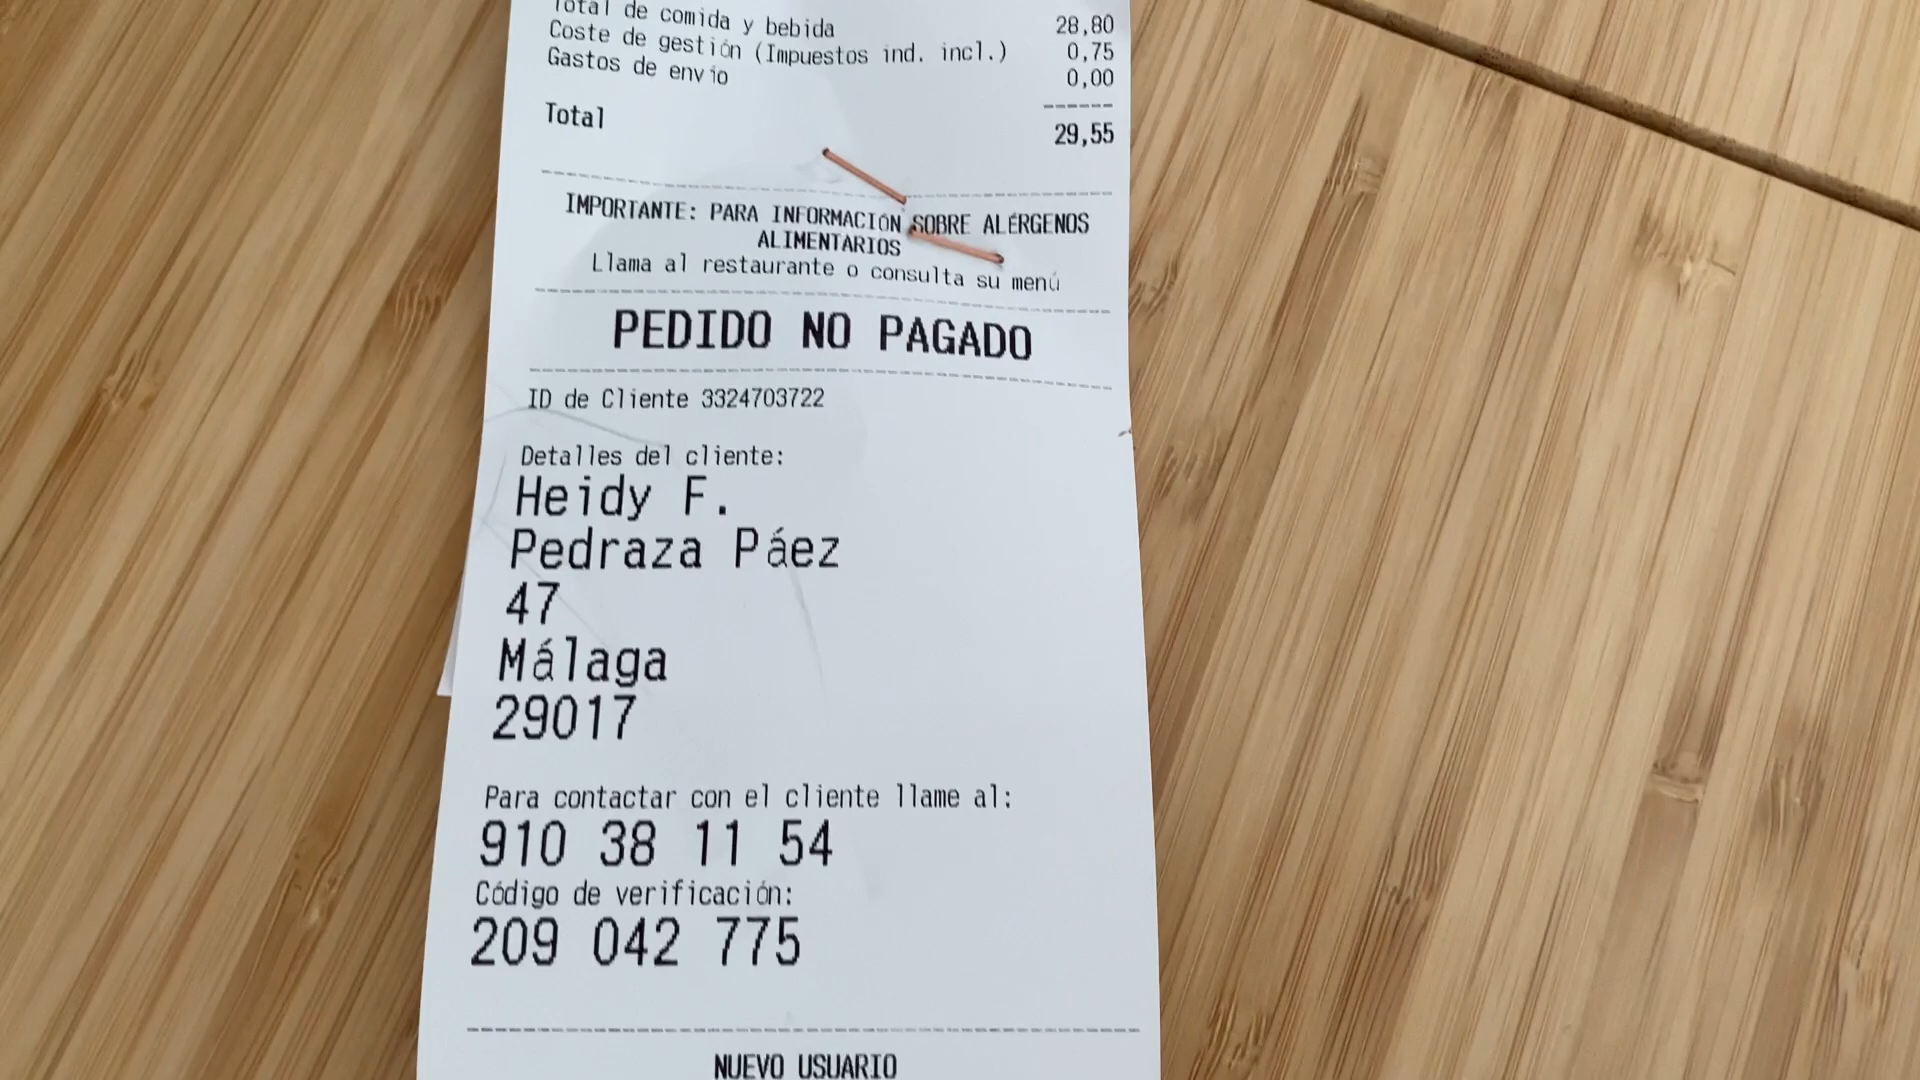 Total de comida y bebida 28,80
Coste de gestión (Impuestos ind. incl.) 0,75
Gastos de envio 0,00
------
Total 29,55
IMPORTANTE: PARA INFORMACIÓN SOBRE ALÉRGENOS
ALIMENTARIOS
Llama al restaurante o consulta su menú
PEDIDO NO PAGADO
ID de Cliente 3324703722
Detalles del cliente:
Heidy F.
Pedraza Páez
47
Málaga
29017
Para contactar con el cliente llame al:
910 38 11 54
Código de verificación:
209 042 775
NUEVO USUARIO